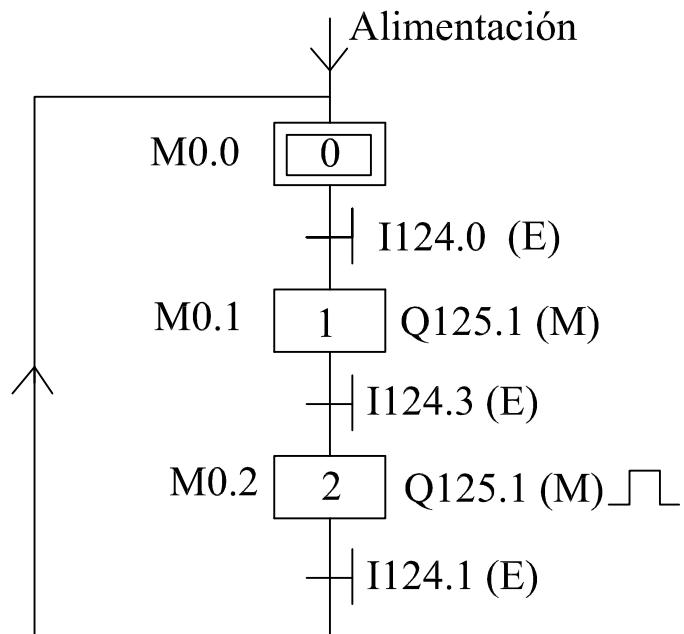 Alimentación
M0.0 0
I124.0 (E)
M0.1 1 Q125.1 (M)
I124.3 (E)
M0.2 2 Q125.1 (M)
I124.1 (E)